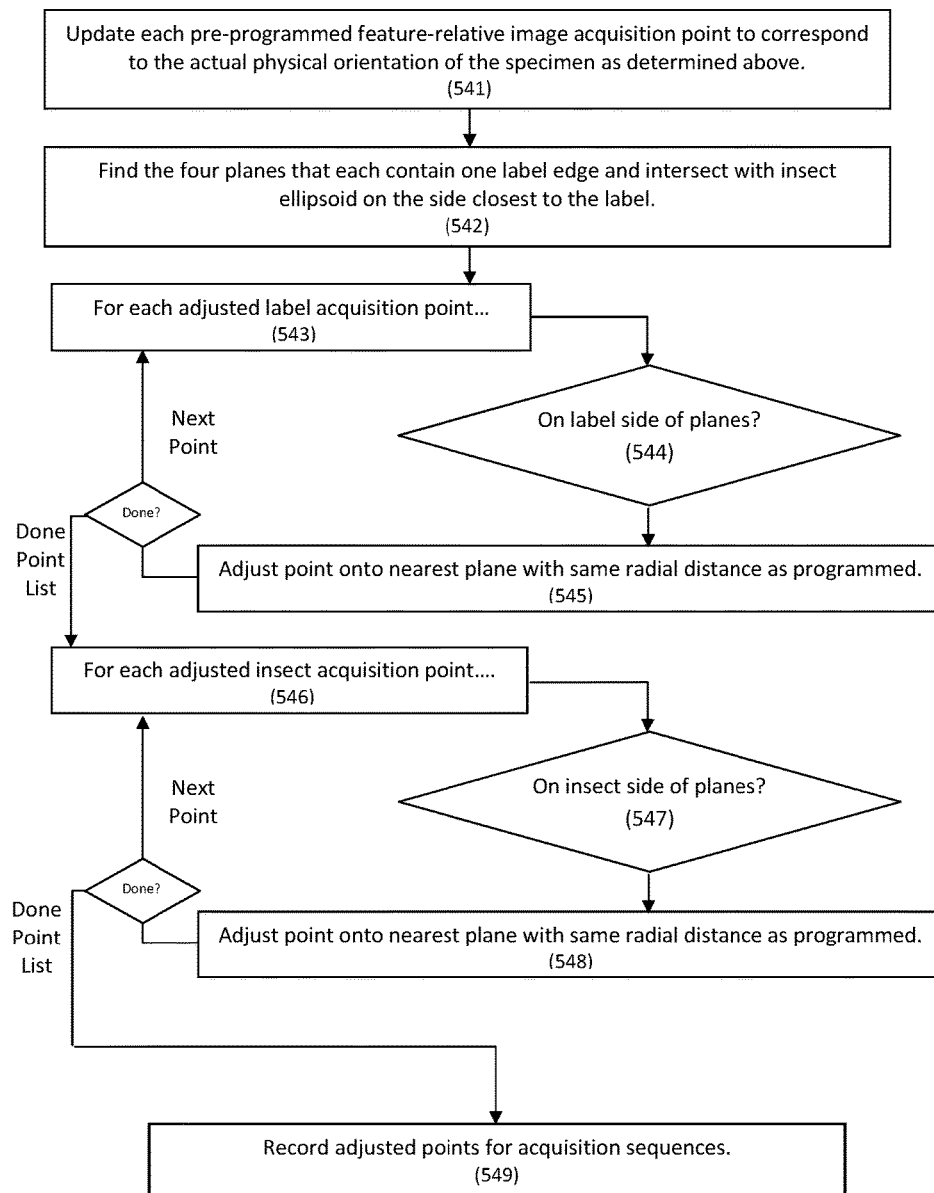 Update each pre-programmed feature-relative image acquisition point to correspond
to the actual physical orientation of the specimen as determined above.
(541)
Find the four planes that each contain one label edge and intersect with insect
ellipsoid on the side closest to the label.
(542)
For each adjusted label acquisition point...
(543)
Next
Point
On label side of planes?
(544)
Done?
Done
Point
List
Adjust point onto nearest plane with same radial distance as programmed.
(545)
For each adjusted insect acquisition point....
(546)
Next
Point
On insect side of planes?
(547)
Done?
Done
Point
List
Adjust point onto nearest plane with same radial distance as programmed.
(548)
Record adjusted points for acquisition sequences.
(549)